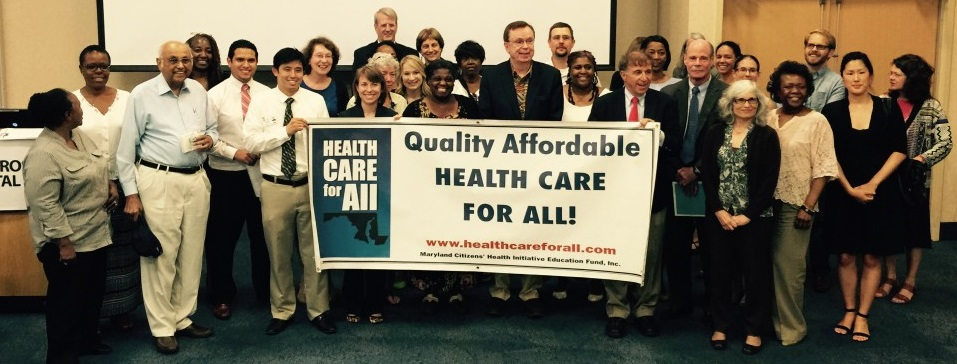 HEALTH
CARE
for
All
Quality Affordable
HEALTH CARE
FOR ALL!
www.healthcareforall.com
Maryland Citizens' Health Initiative Education Fund, Inc.